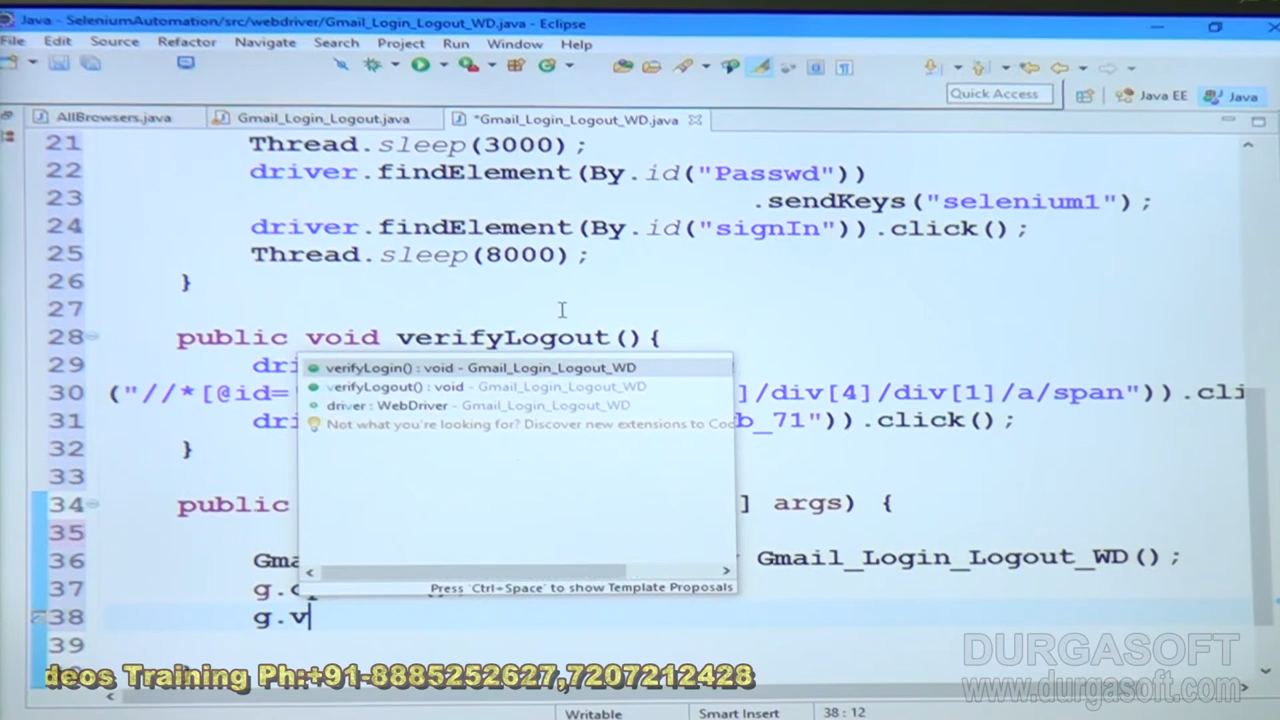 Java - SeleniumAutomation/src/webdriver/Gmail_Login_Logout_WD.java - Eclipse
File Edit Source Refactor Navigate Search Project Run Window Help
Quick Access Java EE Java
AllBrowsers.java Gmail_Login_Logout.java *Gmail_Login_Logout_WD.java
21 Thread.sleep(3000);
22 driver.findElement(By.id("Passwd"))
23 .sendKeys("selenium1");
24 driver.findElement(By.id("signIn")).click();
25 Thread.sleep(8000);
26 }
27
28 public void verifyLogout(){
29 dri
verifyLogin() : void - Gmail_Login_Logout_WD
verifyLogout() : void - Gmail_Login_Logout_WD
driver : WebDriver - Gmail_Login_Logout_WD
Not what you're looking for? Discover new extensions to Cod
30 ("//*[@id= ]/div[4]/div[1]/a/span")).cli
31 dri b_71")).click();
32 }
33
34 public ] args) {
35
36 Gma Gmail_Login_Logout_WD();
Press 'Ctrl+Space' to show Template Proposals
37 g.
38 g.v
39
DURGASOFT
www.durgasoft.com
deos Training Ph:+91-8885252627,7207212428
Writable Smart Insert 38 : 12